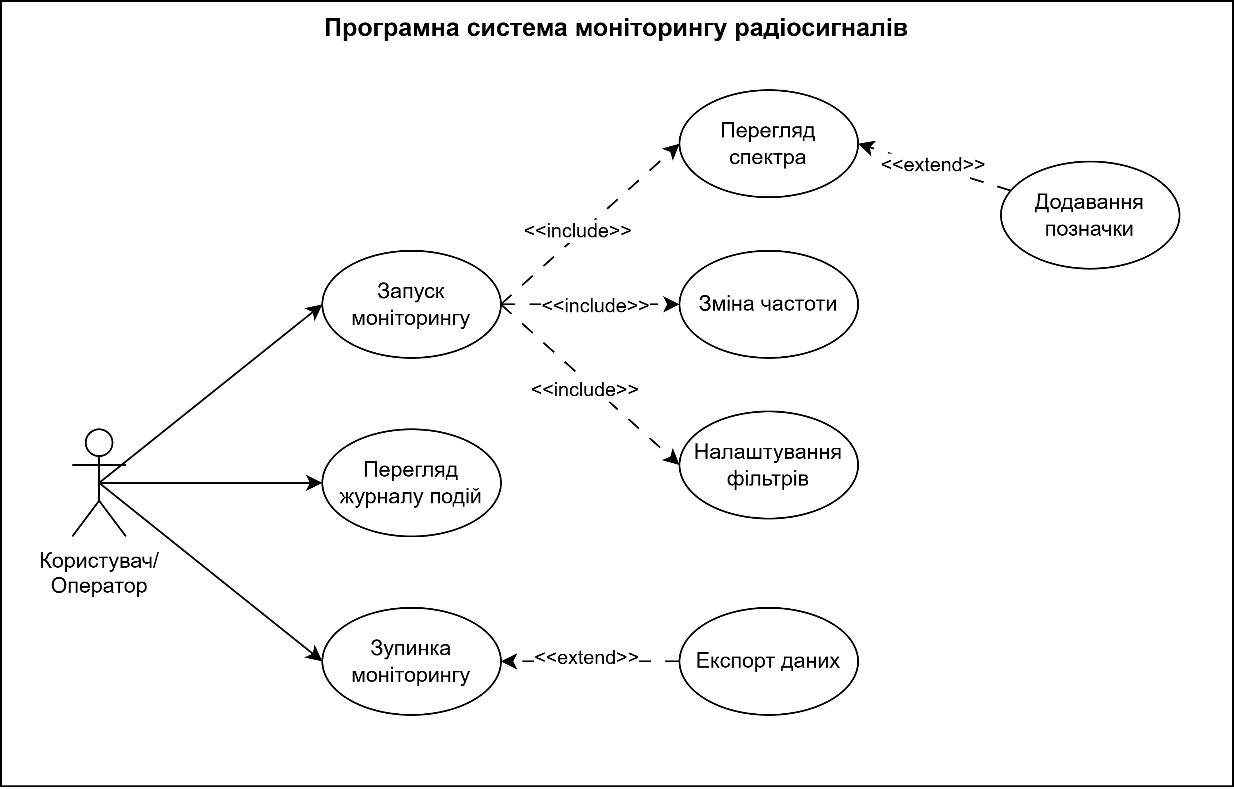 Програмна система моніторингу радіосигналів
Перегляд
спектра
<<extend>>
Додавання
позначки
<<include>>
Запуск
моніторингу
<<include>>
Зміна частоти
<<include>>
Налаштування
фільтрів
Перегляд
журналу подій
Користувач/
Оператор
Зупинка
моніторингу
<<extend>>
Експорт даних